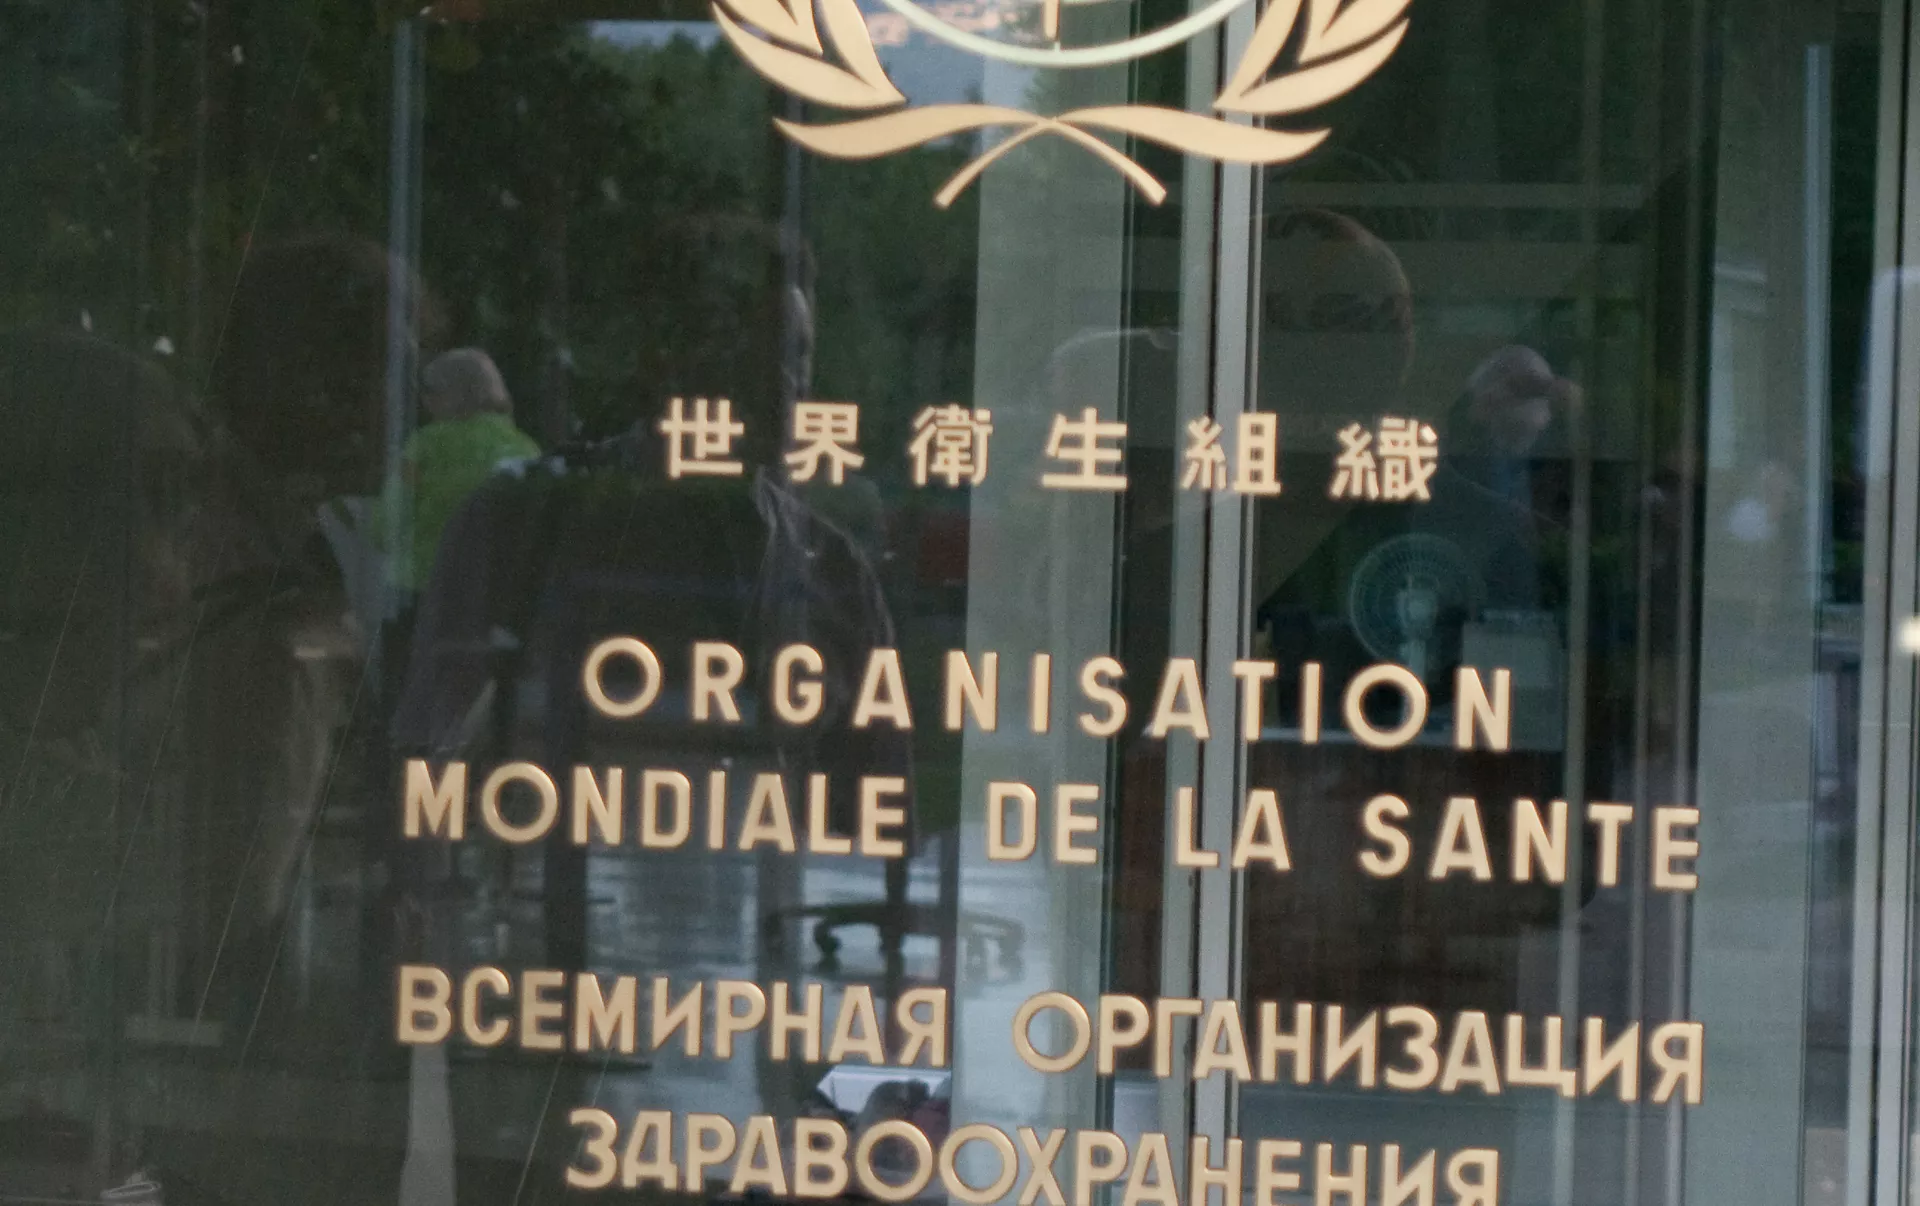 世界衛生組織
ORGANISATION
MONDIALE DE LA SANTE
ВСЕМИРНАЯ ОРГАНИЗАЦИЯ
ЗДРАВООХРАНЕНИЯ